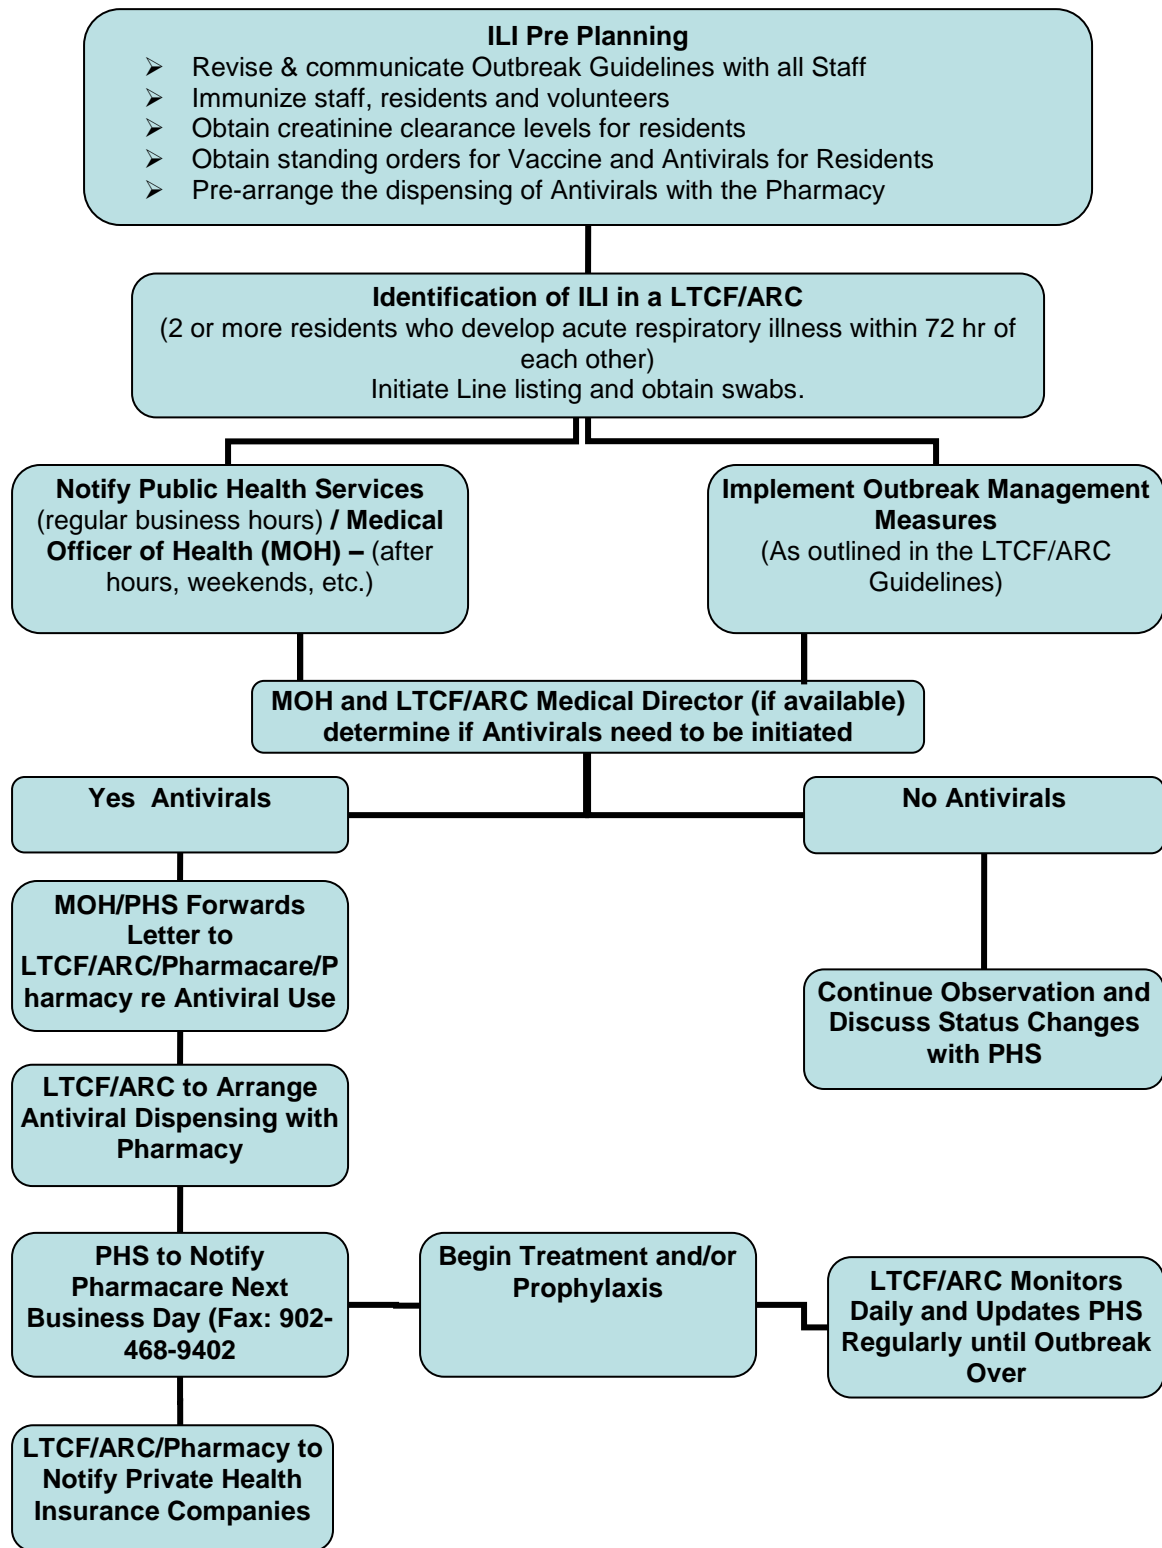 ILI Pre Planning
➢ Revise & communicate Outbreak Guidelines with all Staff
➢ Immunize staff, residents and volunteers
➢ Obtain creatinine clearance levels for residents
➢ Obtain standing orders for Vaccine and Antivirals for Residents
➢ Pre-arrange the dispensing of Antivirals with the Pharmacy
Identification of ILI in a LTCF/ARC
(2 or more residents who develop acute respiratory illness within 72 hr of
each other)
Initiate Line listing and obtain swabs.
Notify Public Health Services
(regular business hours) / Medical
Officer of Health (MOH) – (after
hours, weekends, etc.)
Implement Outbreak Management
Measures
(As outlined in the LTCF/ARC
Guidelines)
MOH and LTCF/ARC Medical Director (if available)
determine if Antivirals need to be initiated
Yes Antivirals
No Antivirals
MOH/PHS Forwards
Letter to
LTCF/ARC/Pharmacare/P
harmacy re Antiviral Use
Continue Observation and
Discuss Status Changes
with PHS
LTCF/ARC to Arrange
Antiviral Dispensing with
Pharmacy
PHS to Notify
Pharmacare Next
Business Day (Fax: 902-
468-9402
Begin Treatment and/or
Prophylaxis
LTCF/ARC Monitors
Daily and Updates PHS
Regularly until Outbreak
Over
LTCF/ARC/Pharmacy to
Notify Private Health
Insurance Companies